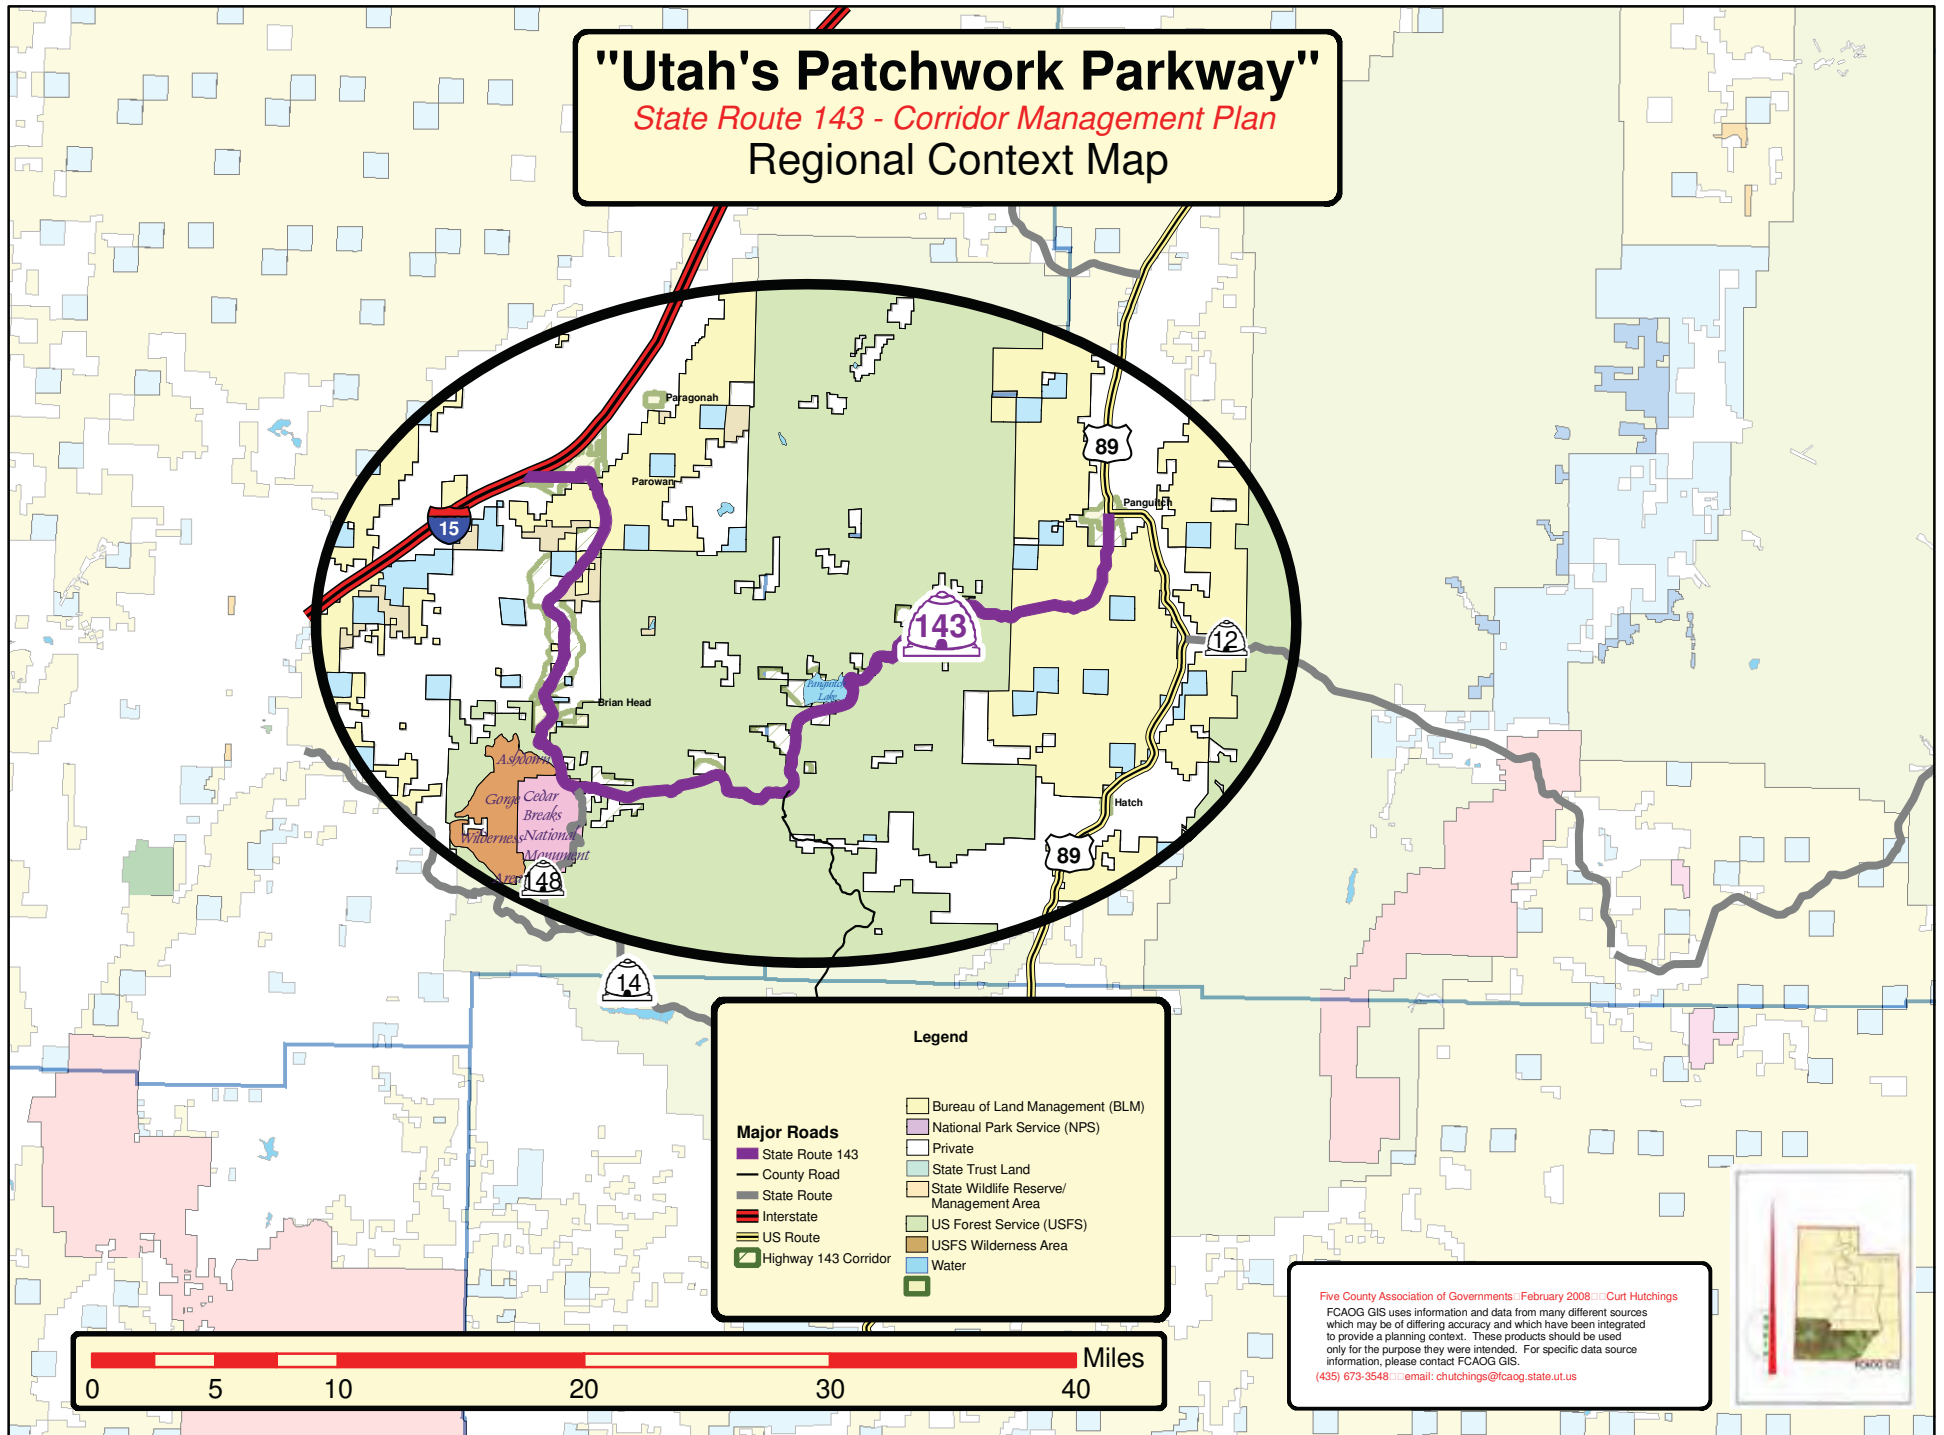 "Utah's Patchwork Parkway"
State Route 143 - Corridor Management Plan
Regional Context Map
Paragonah
89
Parowan
Panguitch
15
143
12
Panguitch
Lake
Brian Head
Ashdown
Gorge
Wilderness
Area
Cedar
Breaks
National
Monument
Hatch
89
148
14
Legend
Major Roads
State Route 143
County Road
State Route
Interstate
US Route
Highway 143 Corridor
Bureau of Land Management (BLM)
National Park Service (NPS)
Private
State Trust Land
State Wildlife Reserve/
Management Area
US Forest Service (USFS)
USFS Wilderness Area
Water
Miles
0 5 10 20 30 40
Five County Association of Governments□February 2008□□Curt Hutchings
FCAOG GIS uses information and data from many different sources
which may be of differing accuracy and which have been integrated
to provide a planning context. These products should be used
only for the purpose they were intended. For specific data source
information, please contact FCAOG GIS.
(435) 673-3548□□email: chutchings@fcaog.state.ut.us
FCAOG GIS